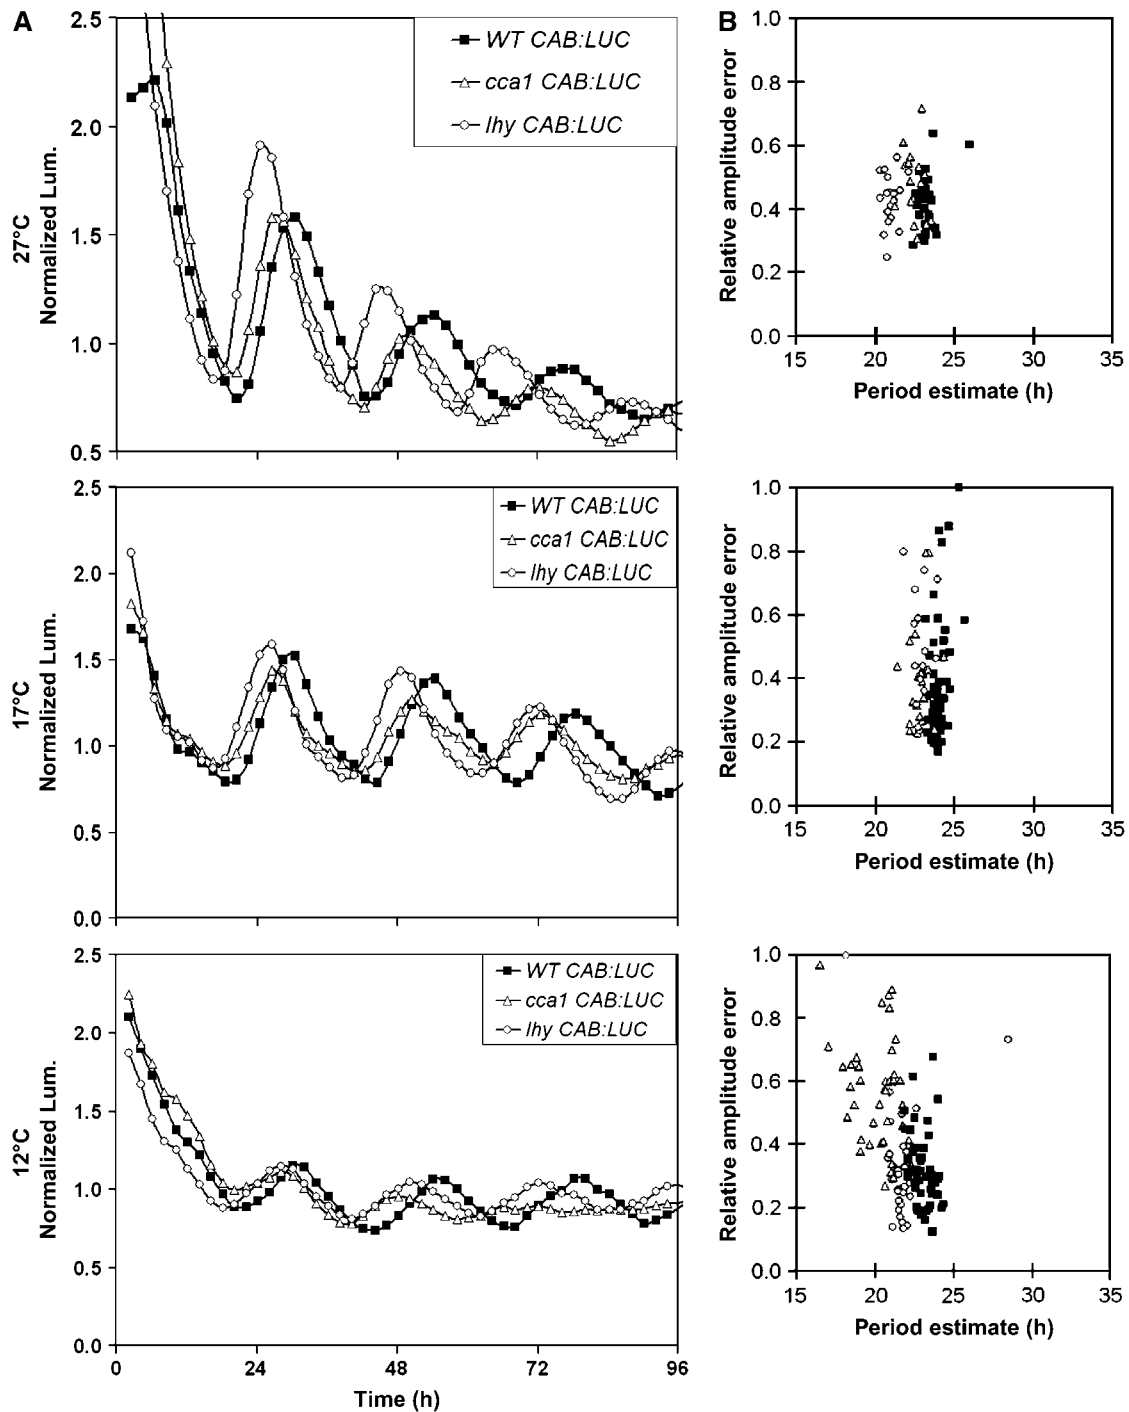 A
27°C
Normalized Lum.
2.5
2.0
1.5
1.0
0.5
WT CAB:LUC
cca1 CAB:LUC
lhy CAB:LUC
B
Relative amplitude error
1.0
0.8
0.6
0.4
0.2
0.0
15
20
25
30
35
Period estimate (h)
17°C
Normalized Lum.
2.5
2.0
1.5
1.0
0.5
0.0
WT CAB:LUC
cca1 CAB:LUC
lhy CAB:LUC
Relative amplitude error
1.0
0.8
0.6
0.4
0.2
0.0
15
20
25
30
35
Period estimate (h)
12°C
Normalized Lum.
2.5
2.0
1.5
1.0
0.5
0.0
WT CAB:LUC
cca1 CAB:LUC
lhy CAB:LUC
0
24
48
72
96
Time (h)
Relative amplitude error
1.0
0.8
0.6
0.4
0.2
0.0
15
20
25
30
35
Period estimate (h)